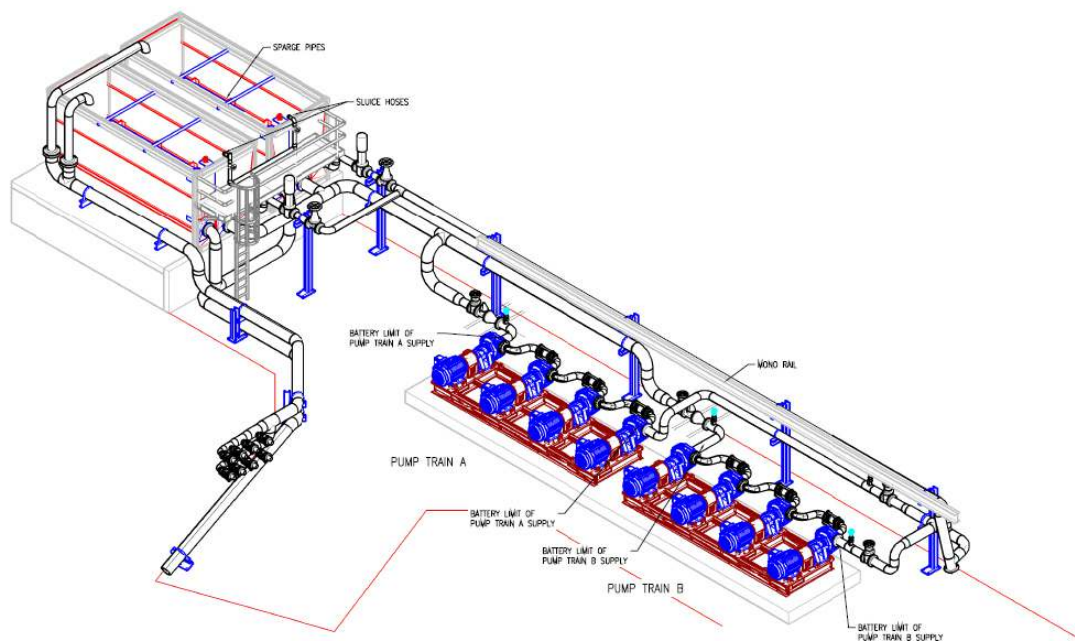 SPARGE PIPES
SLUICE HOSES
BATTERY LIMIT OF
PUMP TRAIN A SUPPLY
MONO RAIL
PUMP TRAIN A
BATTERY LIMIT OF
PUMP TRAIN A SUPPLY
BATTERY LIMIT OF
PUMP TRAIN B SUPPLY
PUMP TRAIN B
BATTERY LIMIT OF
PUMP TRAIN B SUPPLY